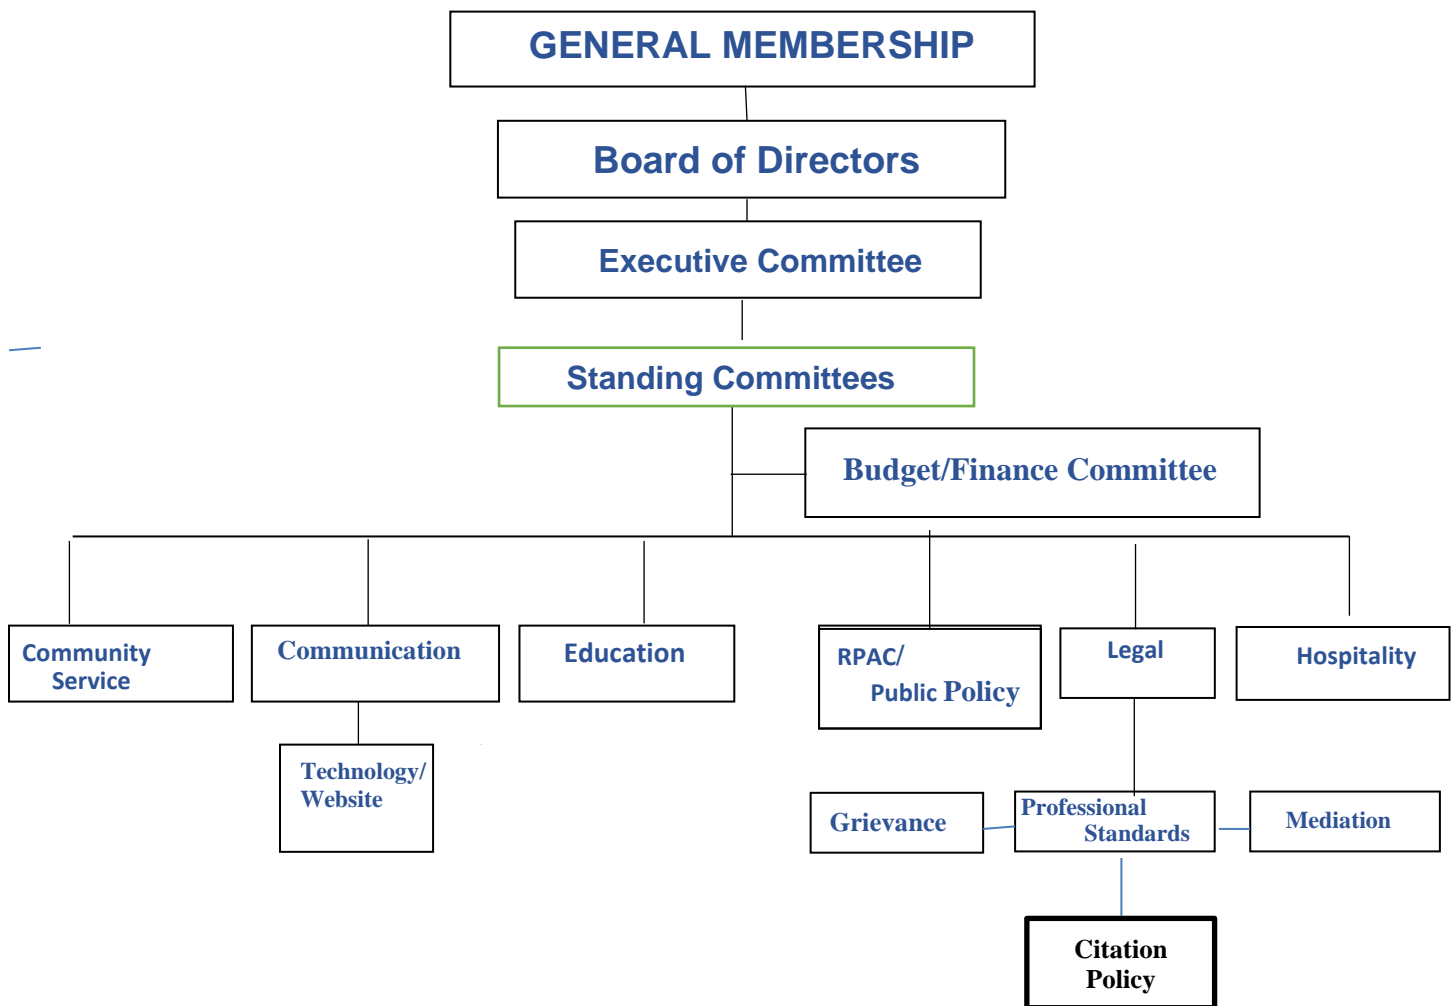 GENERAL MEMBERSHIP
Board of Directors
Executive Committee
Standing Committees
Budget/Finance Committee
Community
Service
Communication
Education
RPAC/
Public Policy
Legal
Hospitality
Technology/
Website
Grievance
Professional
Standards
Mediation
Citation
Policy